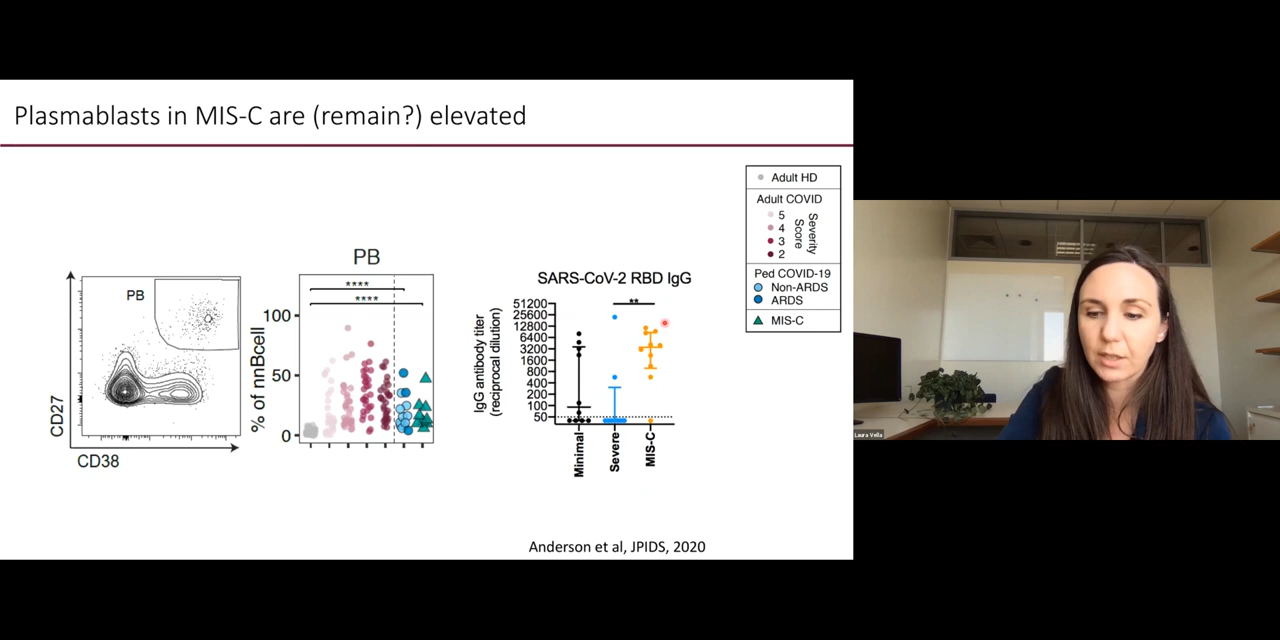 Plasmablasts in MIS-C are (remain?) elevated
Adult HD
Adult COVID
5
4
3
2
Severity
Score
Ped COVID-19
Non-ARDS
ARDS
MIS-C
PB
CD27
CD38
PB
****
****
% of nnBcell
100
50
0
SARS-CoV-2 RBD IgG
**
IgG antibody titer
(reciprocal dilution)
51200
25600
12800
6400
3200
1600
800
400
200
100
50
Minimal
Severe
MIS-C
Anderson et al, JPIDS, 2020
Laura Vella